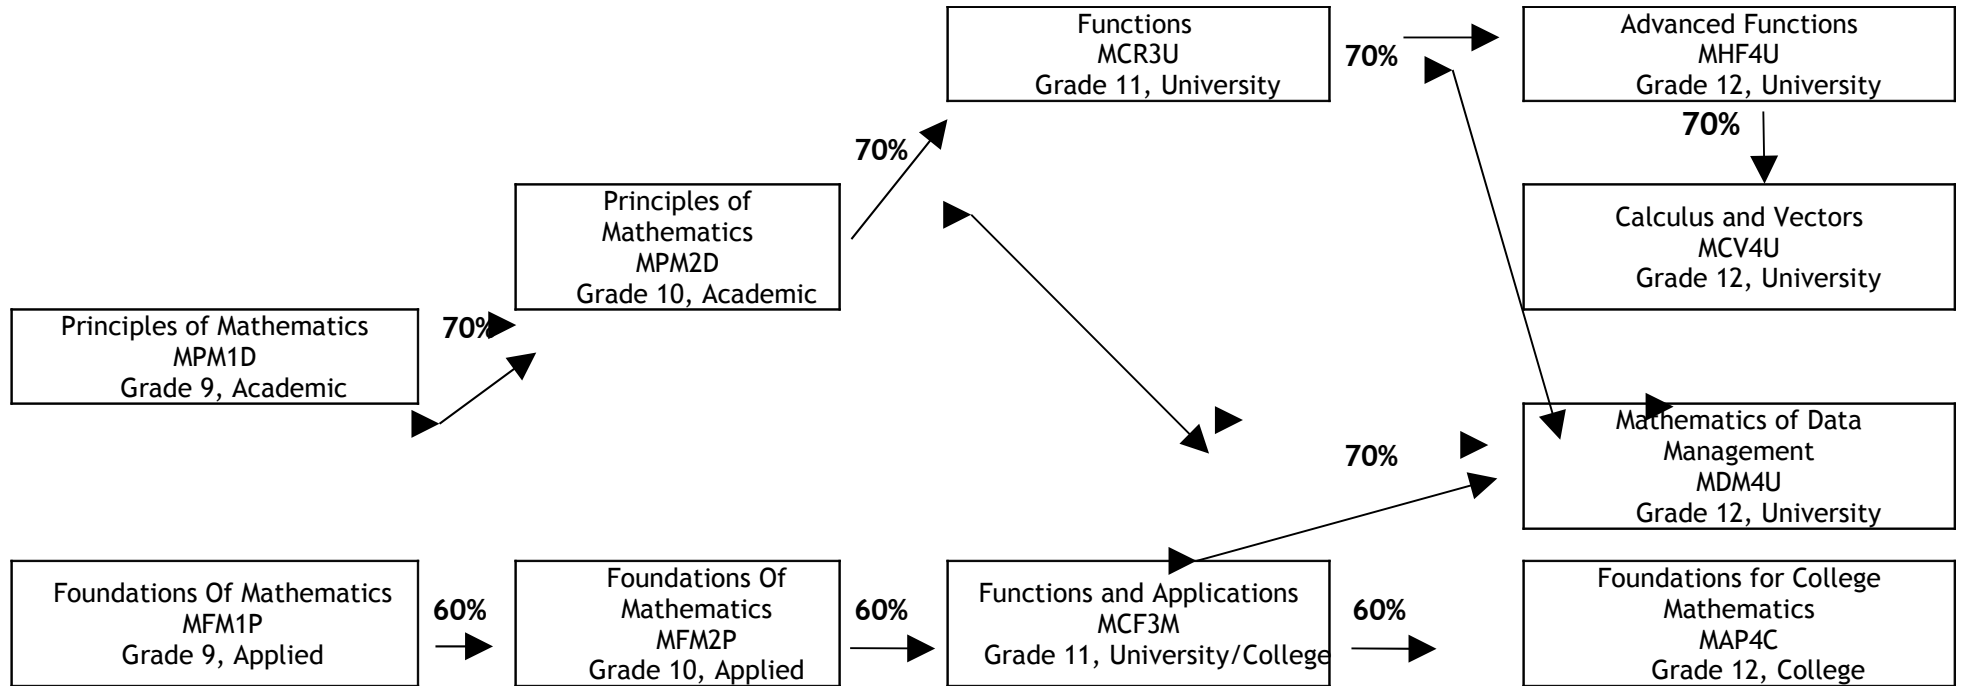 Functions
MCR3U
Grade 11, University
70%
Advanced Functions
MHF4U
Grade 12, University
70%
70%
Principles of
Mathematics
MPM2D
Grade 10, Academic
Calculus and Vectors
MCV4U
Grade 12, University
Principles of Mathematics
MPM1D
Grade 9, Academic
70%
Mathematics of Data
Management
MDM4U
Grade 12, University
70%
Foundations Of Mathematics
MFM1P
Grade 9, Applied
60%
Foundations Of
Mathematics
MFM2P
Grade 10, Applied
60%
Functions and Applications
MCF3M
Grade 11, University/College
60%
Foundations for College
Mathematics
MAP4C
Grade 12, College